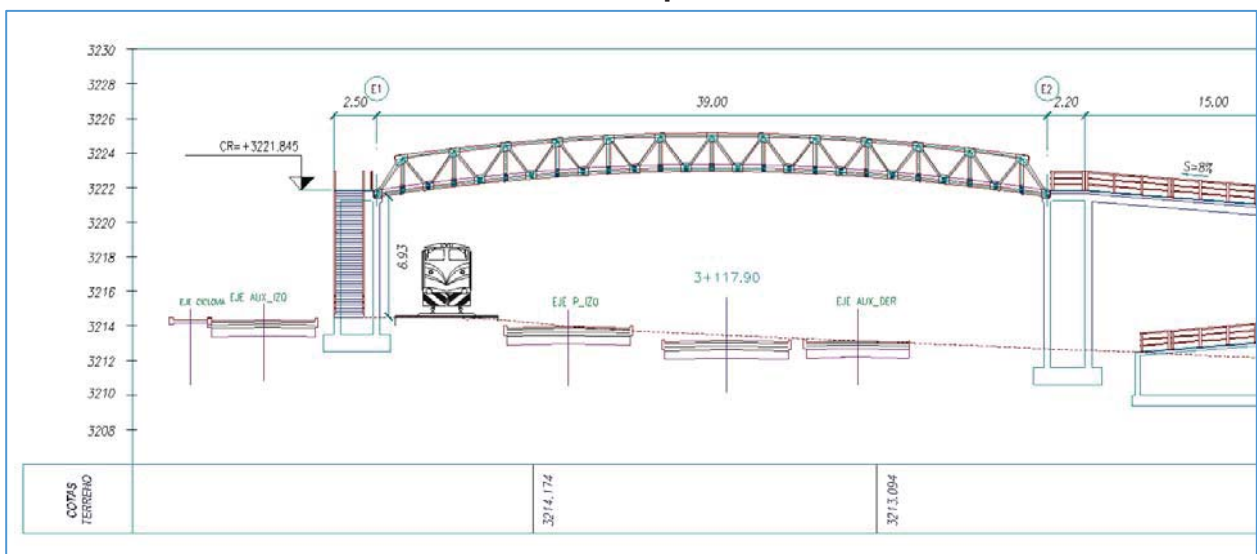 3230
3228
3226
3224
3222
3220
3218
3216
3214
3212
3210
3208
E1
E2
2.50
39.00
2.20
15.00
CR=+3221.845
S=8%
6.93
3+117.90
EJE CICLOVIA
EJE AUX_IZQ
EJE P_IZQ
EJE AUX_DER
COTAS
TERRENO
3214.174
3213.094